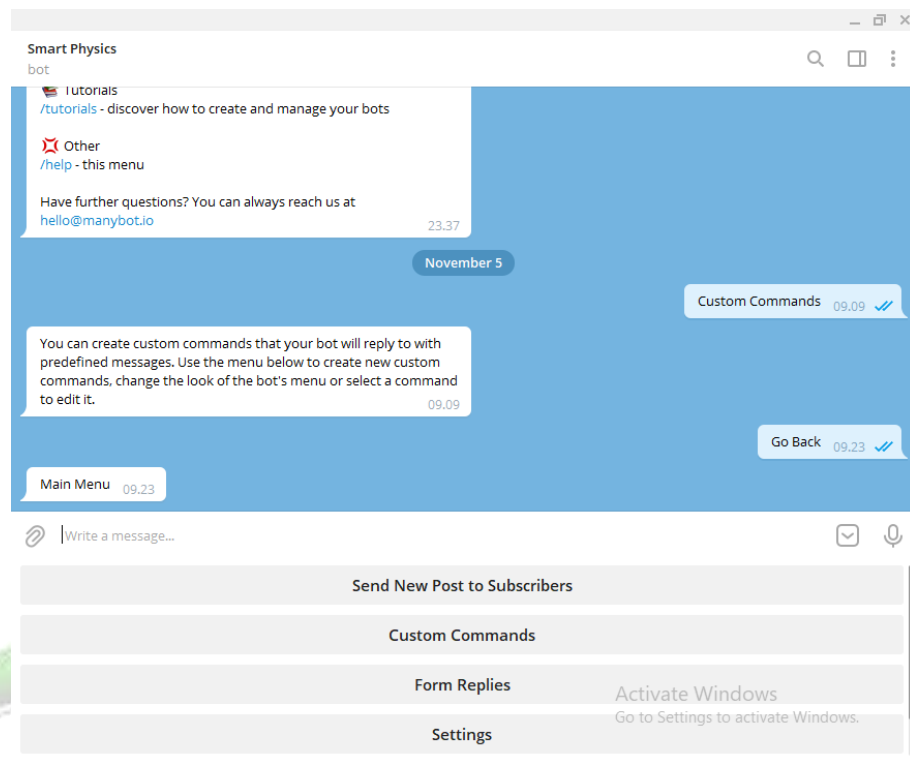 Smart Physics
bot
Tutorials
/tutorials - discover how to create and manage your bots
Other
/help - this menu
Have further questions? You can always reach us at
hello@manybot.io
23.37
November 5
Custom Commands 09.09
You can create custom commands that your bot will reply to with
predefined messages. Use the menu below to create new custom
commands, change the look of the bot's menu or select a command
to edit it.
09.09
Go Back 09.23
Main Menu 09.23
Write a message...
Send New Post to Subscribers
Custom Commands
Form Replies
Activate Windows
Go to Settings to activate Windows.
Settings